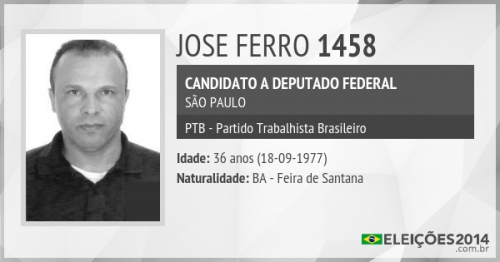 JOSE FERRO 1458
CANDIDATO A DEPUTADO FEDERAL
SÃO PAULO
PTB - Partido Trabalhista Brasileiro
Idade: 36 anos (18-09-1977)
Naturalidade: BA - Feira de Santana
ELEIÇÕES2014
.com.br